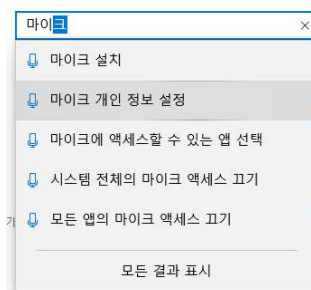 마이크
마이크 설치
마이크 개인 정보 설정
마이크에 액세스할 수 있는 앱 선택
시스템 전체의 마이크 액세스 끄기
모든 앱의 마이크 액세스 끄기
모든 결과 표시